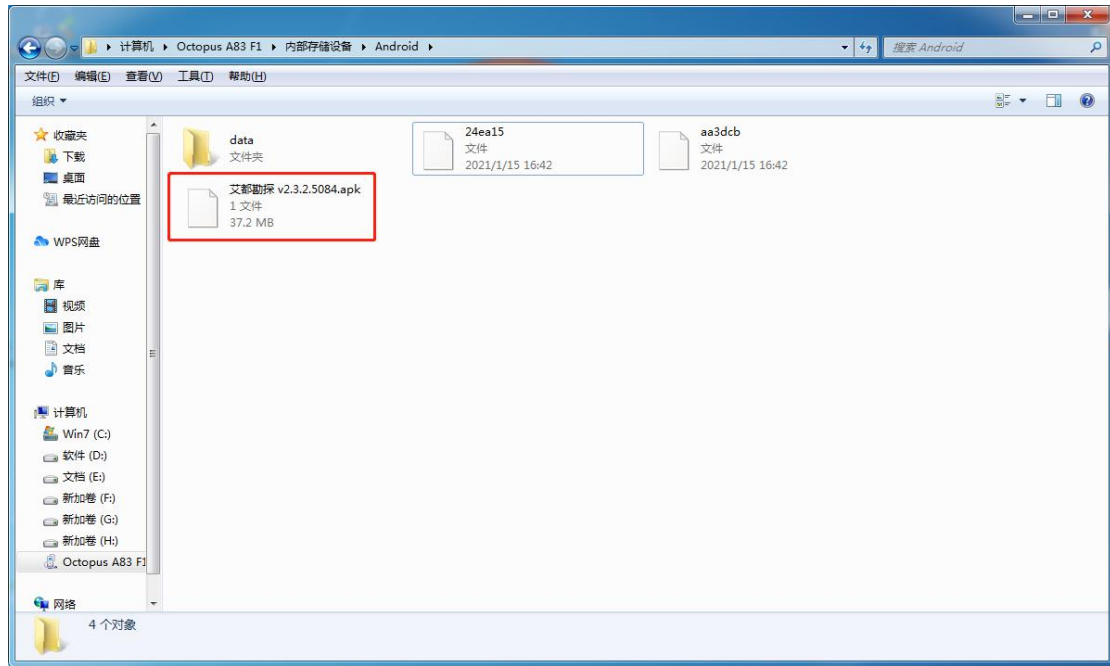 计算机 Octopus A83 F1 内部存储设备 Android
搜索 Android
文件(F) 编辑(E) 查看(V) 工具(T) 帮助(H)
组织
收藏夹
下载
桌面
最近访问的位置
WPS网盘
库
视频
图片
文档
音乐
计算机
Win7 (C:)
软件 (D:)
文档 (E:)
新加卷 (F:)
新加卷 (G:)
新加卷 (H:)
Octopus A83 F1
网络
data
文件夹
24ea15
文件
2021/1/15 16:42
aa3dcb
文件
2021/1/15 16:42
艾都勘探 v2.3.2.5084.apk
1 文件
37.2 MB
4 个对象